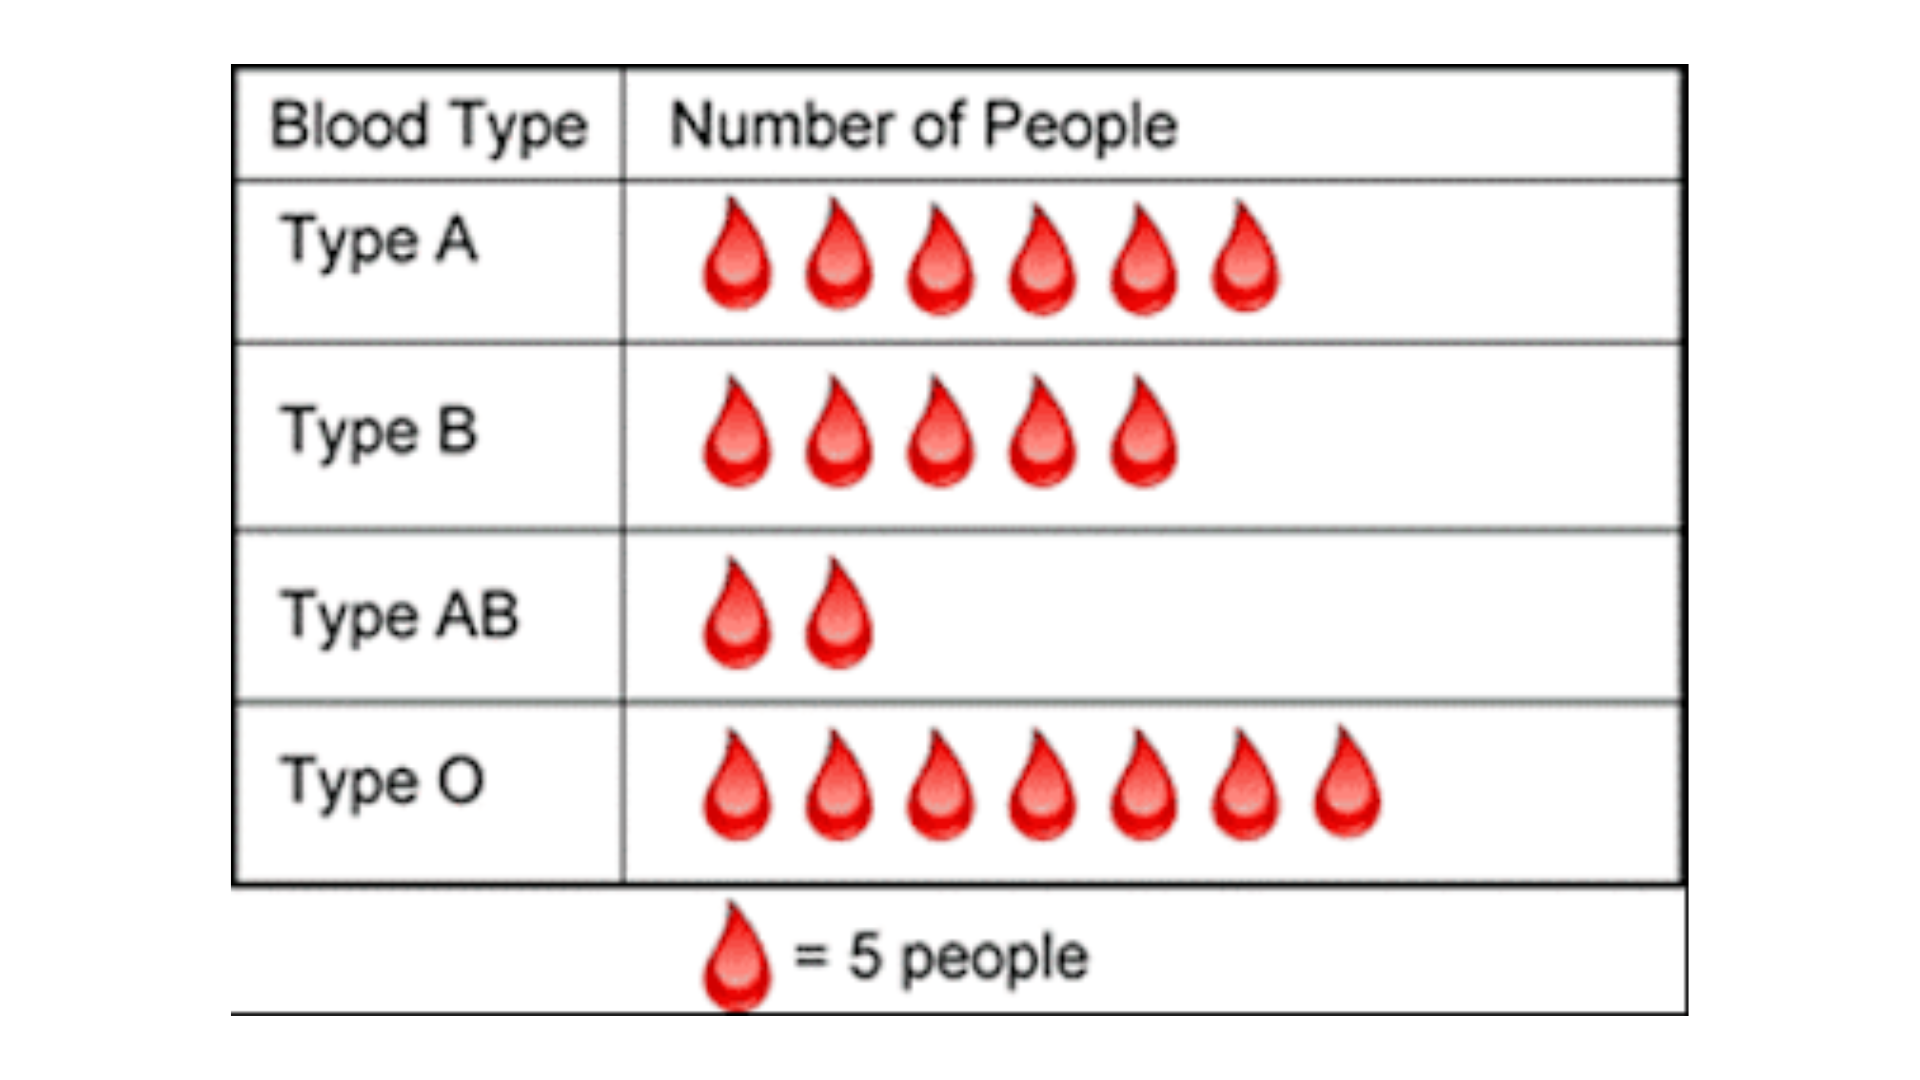 Blood Type Number of People
Type A
Type B
Type AB
Type O
= 5 people